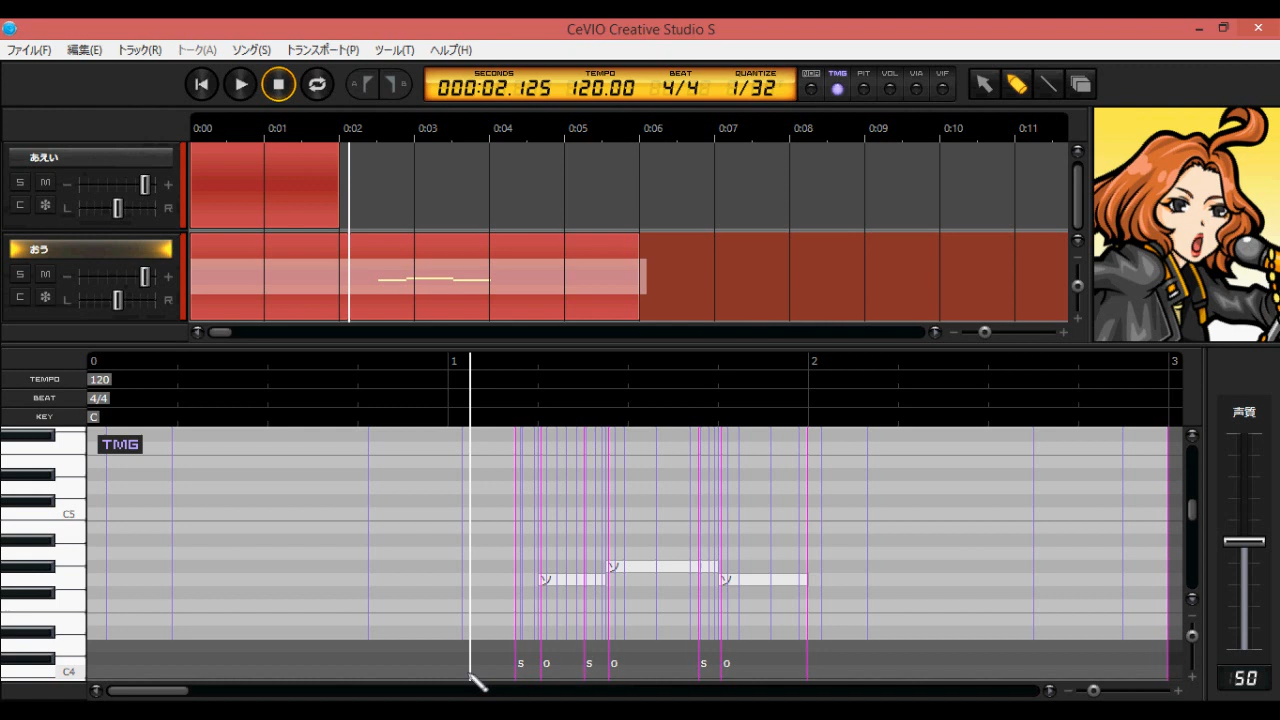 CeVIO Creative Studio S
ファイル(F) 編集(E) トラック(R) トーク(A) ソング(S) トランスポート(P) ツール(T) ヘルプ(H)
A B
SECONDS TEMPO BEAT QUANTIZE
000:02.125 120.00 4/4 1/32
NOR TMG PIT VOL VIA VIF
0:00 0:01 0:02 0:03 0:04 0:05 0:06 0:07 0:08 0:09 0:10 0:11
あえい
S M − +
C L R
おう
S M − +
C L R
0 1 2 3
TEMPO 120
BEAT 4/4
KEY C
声質
TMG
C5
ソ ソ ソ
s o s o s o
C4
50